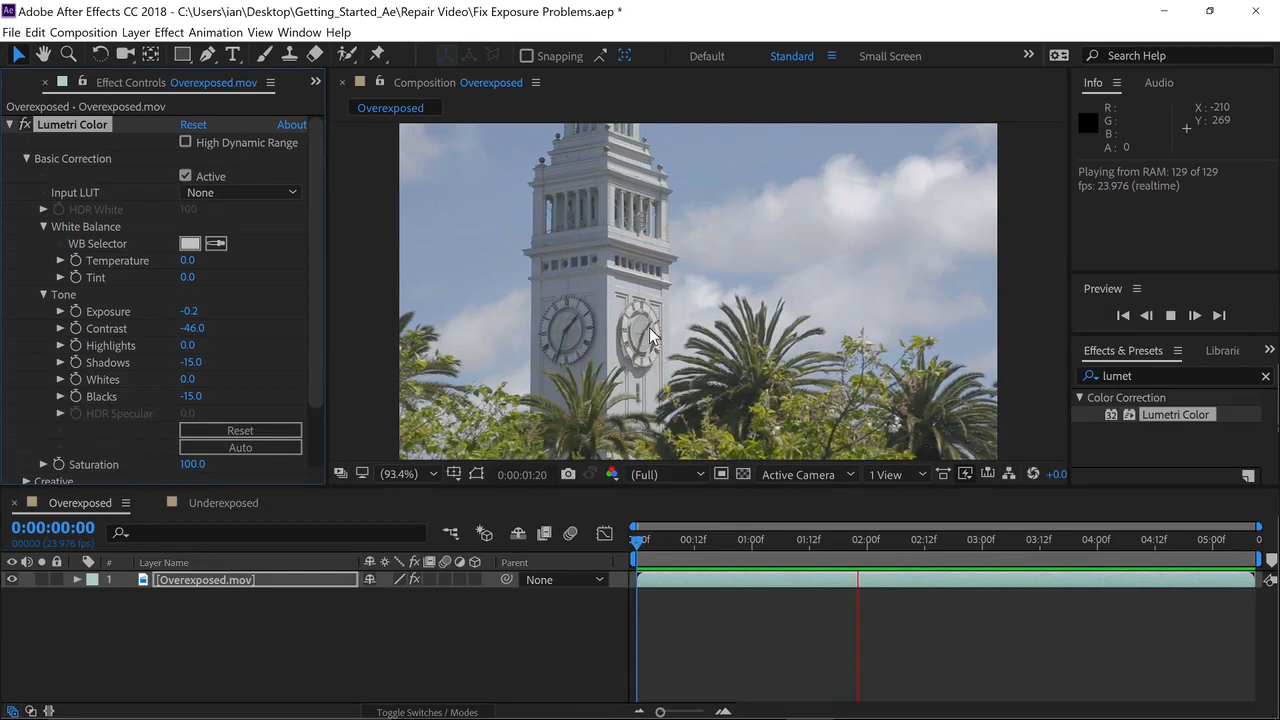 Adobe After Effects CC 2018 - C:\Users\ian\Desktop\Getting_Started_Ae\Repair Video\Fix Exposure Problems.aep *
File Edit Composition Layer Effect Animation View Window Help
Snapping
Default
Standard
Small Screen
Search Help
Effect Controls Overexposed.mov
Composition Overexposed
Info
Audio
Overexposed • Overexposed.mov
Overexposed
R :
G :
B :
A : 0
X : -210
Y : 269
fx Lumetri Color
Reset
About
High Dynamic Range
Basic Correction
Active
Input LUT
None
HDR White
100
White Balance
WB Selector
Temperature
0.0
Tint
0.0
Tone
Exposure
-0.2
Contrast
-46.0
Highlights
0.0
Shadows
-15.0
Whites
0.0
Blacks
-15.0
HDR Specular
0.0
Reset
Auto
Saturation
100.0
Creative
Playing from RAM: 129 of 129
fps: 23.976 (realtime)
Preview
Effects & Presets
Librarie
lumet
Color Correction
32
Lumetri Color
(93.4%)
0:00:01:20
(Full)
Active Camera
1 View
+0.0
Overexposed
Underexposed
0:00:00:00
00000 (23.976 fps)
#
Layer Name
fx
Parent
1
[Overexposed.mov]
fx
None
00f
00:12f
01:00f
01:12f
02:00f
02:12f
03:00f
03:12f
04:00f
04:12f
05:00f
0
Toggle Switches / Modes